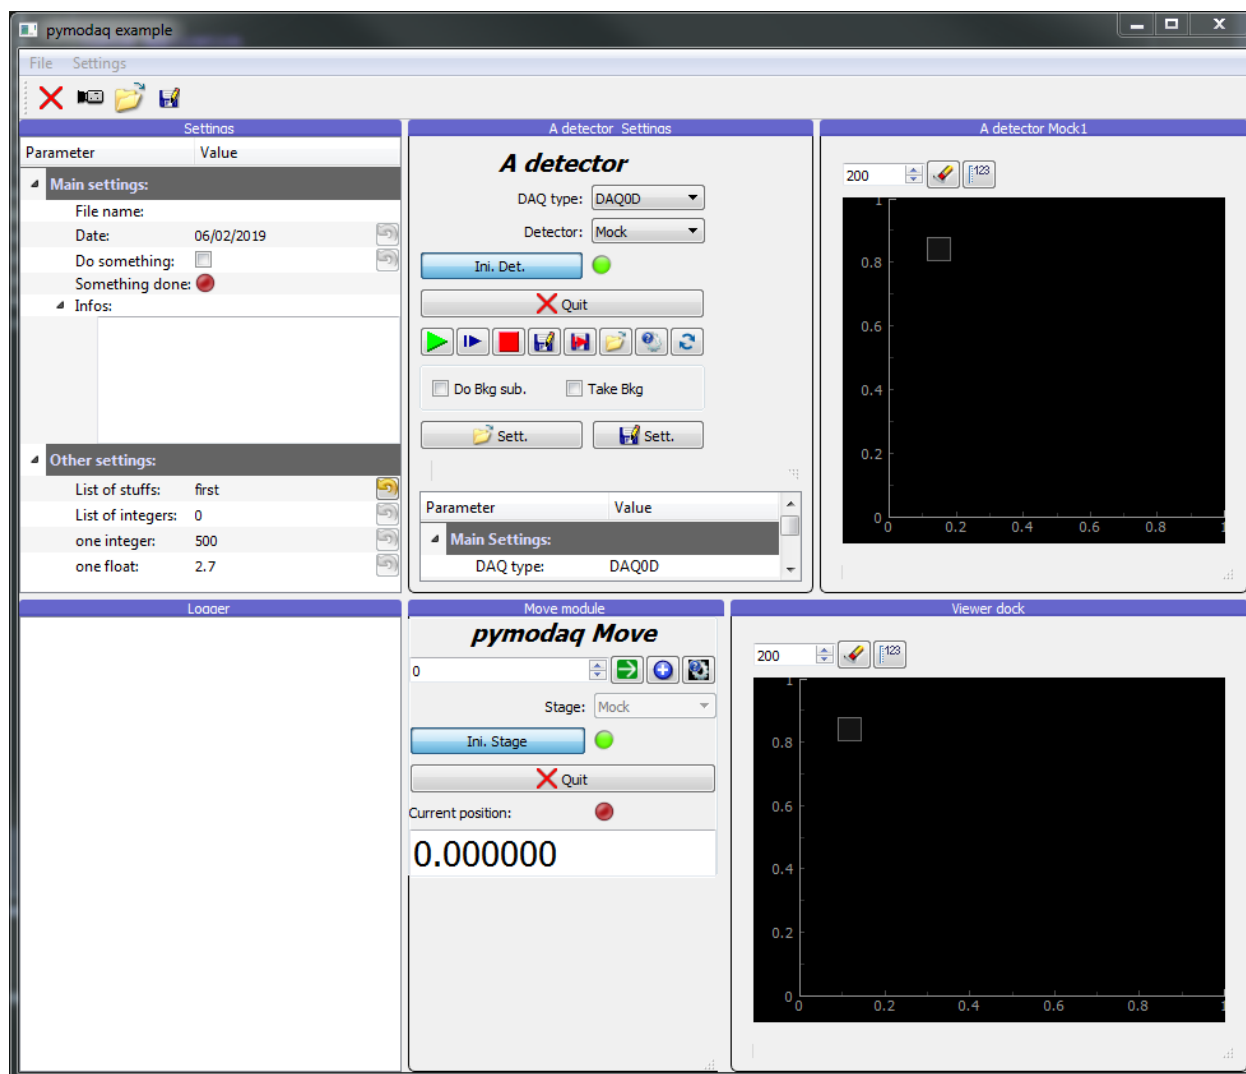 pymodaq example
File Settings
Settings
Parameter Value
Main settings:
File name:
Date: 06/02/2019
Do something:
Something done:
Infos:
Other settings:
List of stuffs: first
List of integers: 0
one integer: 500
one float: 2.7
A detector Settings
A detector
DAQ type: DAQ0D
Detector: Mock
Ini. Det.
Quit
Do Bkg sub. Take Bkg
Sett. Sett.
Parameter Value
Main Settings:
DAQ type: DAQ0D
A detector Mock1
200 123
1
0.8
0.6
0.4
0.2
0
0 0.2 0.4 0.6 0.8 1
Logger
Move module
pymodaq Move
0
Stage: Mock
Ini. Stage
Quit
Current position:
0.000000
Viewer dock
200 123
1
0.8
0.6
0.4
0.2
0
0 0.2 0.4 0.6 0.8 1